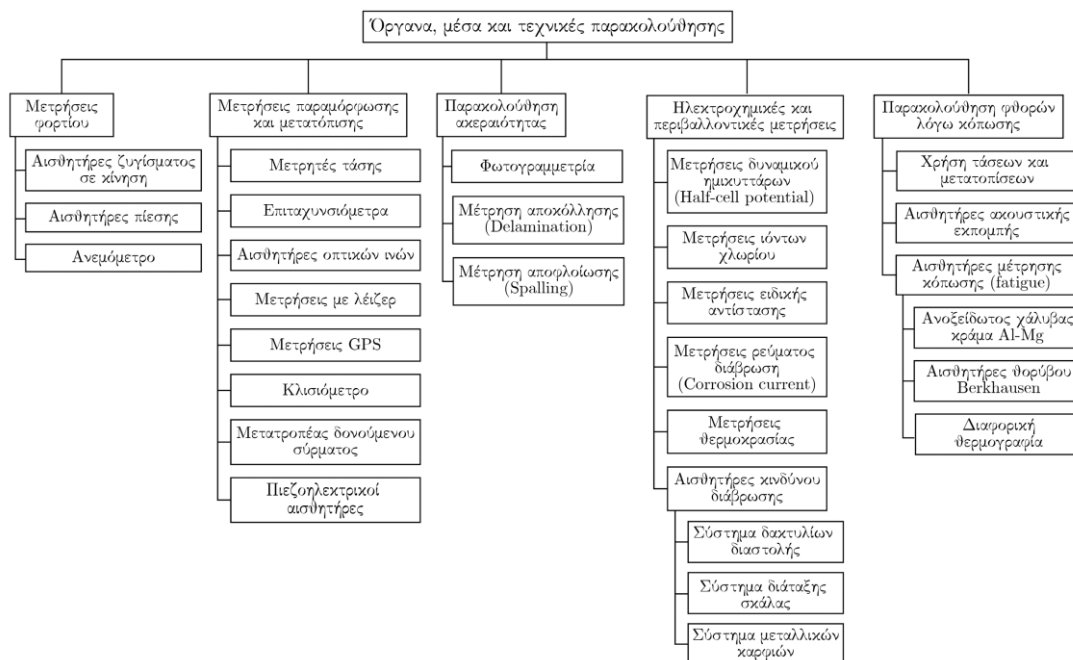 Όργανα, μέσα και τεχνικές παρακολούθησης
Μετρήσεις
φορτίου
Αισθητήρες ζυγίσματος
σε κίνηση
Αισθητήρες πίεσης
Ανεμόμετρο
Μετρήσεις παραμόρφωσης
και μετατόπισης
Μετρητές τάσης
Επιταχυνσιόμετρα
Αισθητήρες οπτικών ινών
Μετρήσεις με λέιζερ
Μετρήσεις GPS
Κλισιόμετρο
Μετατροπέας δονούμενου
σύρματος
Πιεζοηλεκτρικοί
αισθητήρες
Παρακολούθηση
ακεραιότητας
Φωτογραμμετρία
Μέτρηση αποκόλλησης
(Delamination)
Μέτρηση αποφλοίωσης
(Spalling)
Ηλεκτροχημικές και
περιβαλλοντικές μετρήσεις
Μετρήσεις δυναμικού
ημικυττάρων
(Half-cell potential)
Μετρήσεις ιόντων
χλωρίου
Μετρήσεις ειδικής
αντίστασης
Μετρήσεις ρεύματος
διάβρωση
(Corrosion current)
Μετρήσεις
θερμοκρασίας
Αισθητήρες κινδύνου
διάβρωσης
Σύστημα δακτυλίων
διαστολής
Σύστημα διάταξης
σκάλας
Σύστημα μεταλλικών
καρφιών
Παρακολούθηση φθορών
λόγω κόπωσης
Χρήση τάσεων και
μετατοπίσεων
Αισθητήρες ακουστικής
εκπομπής
Αισθητήρες μέτρησης
κόπωσης (fatigue)
Ανοξείδωτος χάλυβας
κράμα Al-Mg
Αισθητήρες θορύβου
Berkhausen
Διαφορική
θερμογραφία